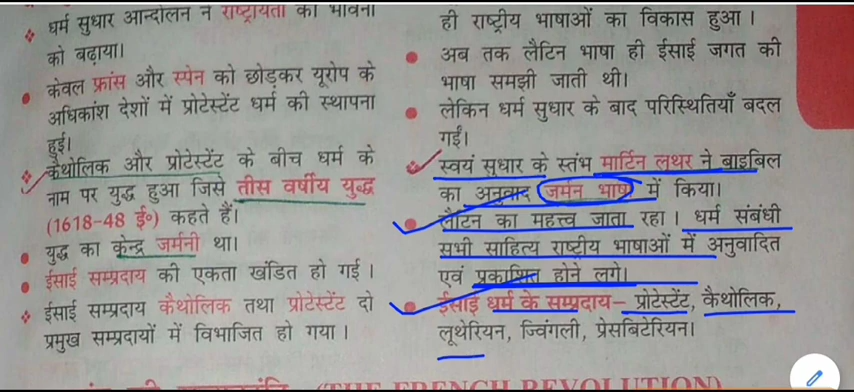 धर्म सुधार आन्दोलन ने राष्ट्रीयता की भावना
को बढ़ाया।
केवल फ्रांस और स्पेन को छोड़कर यूरोप के
अधिकांश देशों में प्रोटेस्टेंट धर्म की स्थापना
हुई।
कैथोलिक और प्रोटेस्टेंट के बीच धर्म के
नाम पर युद्ध हुआ जिसे तीस वर्षीय युद्ध
(1618-48 ई०) कहते हैं।
युद्ध का केन्द्र जर्मनी था।
ईसाई सम्प्रदाय की एकता खंडित हो गई।
ईसाई सम्प्रदाय कैथोलिक तथा प्रोटेस्टेंट दो
प्रमुख सम्प्रदायों में विभाजित हो गया।
ही राष्ट्रीय भाषाओं का विकास हुआ।
अब तक लैटिन भाषा ही ईसाई जगत की
भाषा समझी जाती थी।
लेकिन धर्म सुधार के बाद परिस्थितियाँ बदल
गईं।
स्वयं सुधार के स्तंभ मार्टिन लूथर ने बाइबिल
का अनुवाद जर्मन भाषा में किया।
लैटिन का महत्त्व जाता रहा। धर्म संबंधी
सभी साहित्य राष्ट्रीय भाषाओं में अनुवादित
एवं प्रकाशित होने लगे।
ईसाई धर्म के सम्प्रदाय– प्रोटेस्टेंट, कैथोलिक,
लूथेरियन, ज्विंगली, प्रेसबिटेरियन।
(THE FRENCH REVOLUTION)